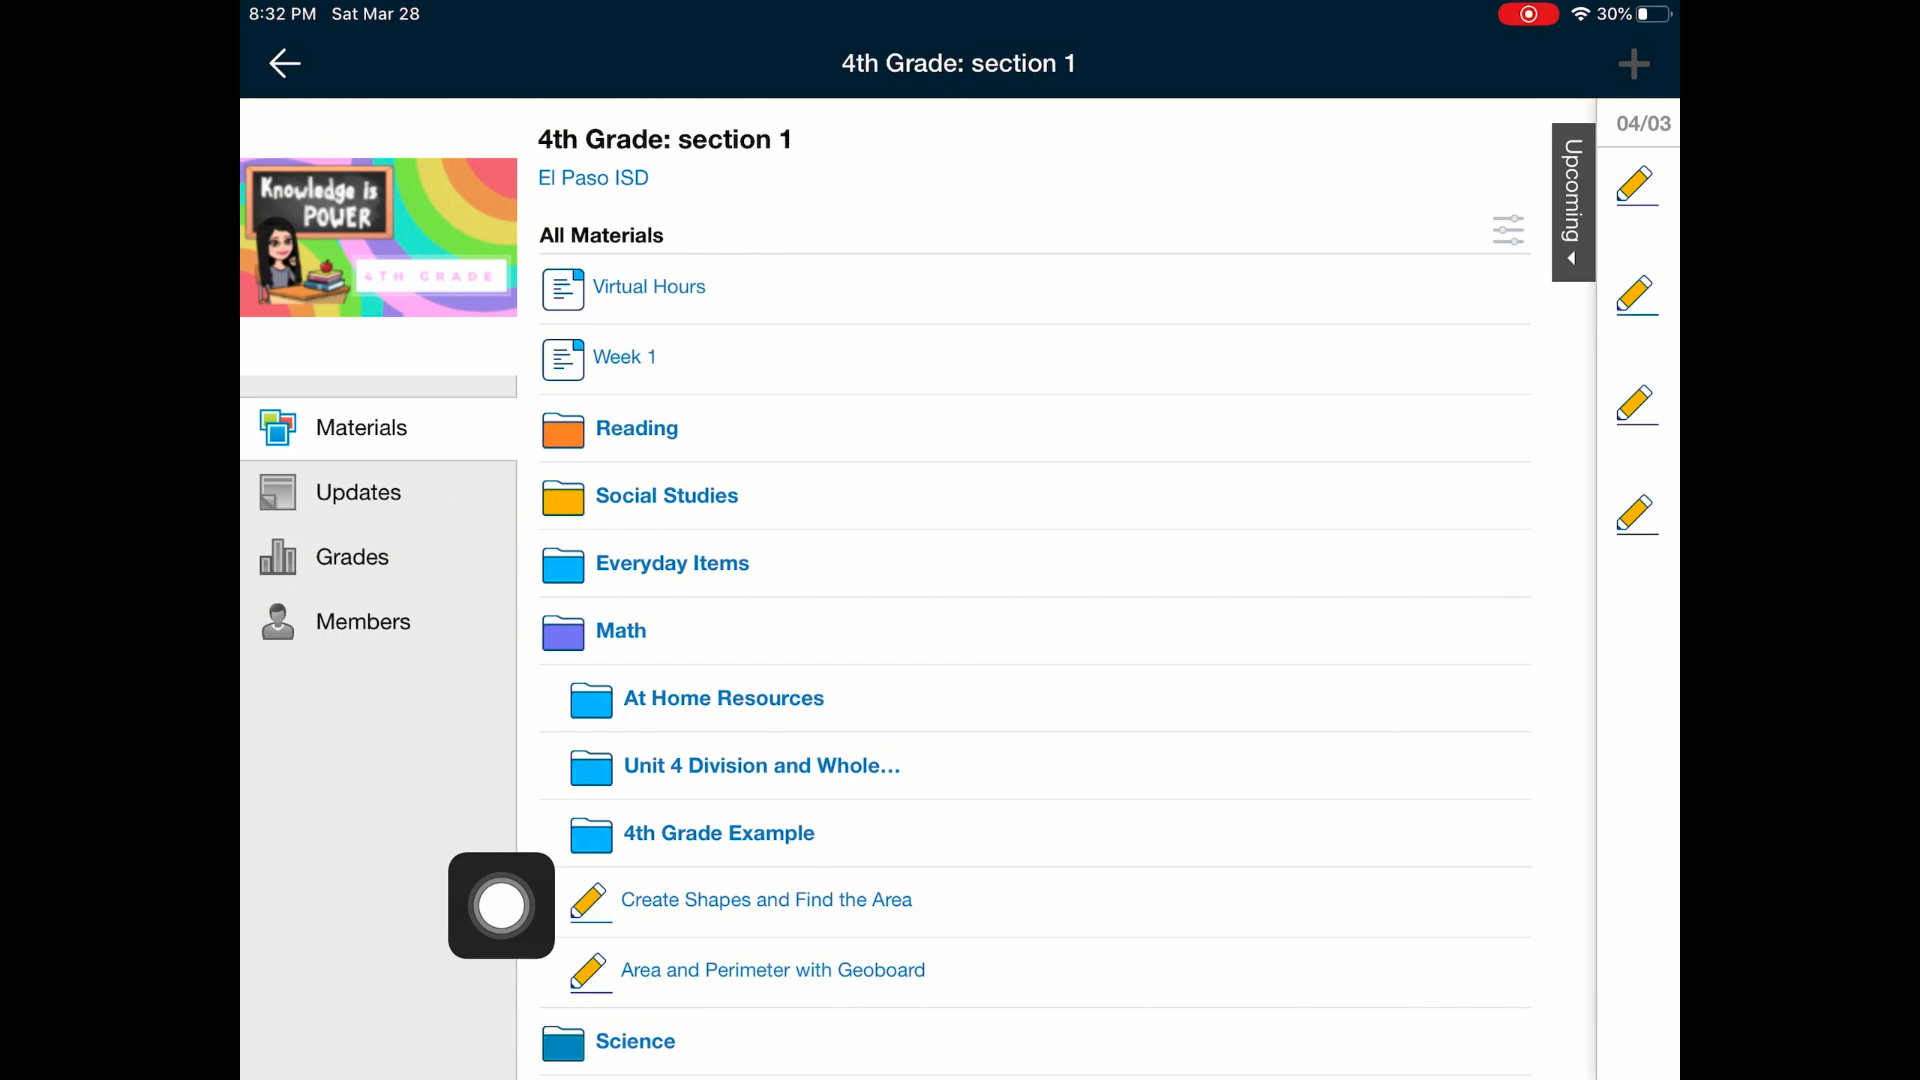 8:32 PM Sat Mar 28
30%
4th Grade: section 1
4th Grade: section 1
El Paso ISD
04/03
Upcoming
Knowledge is
POWER
4TH GRADE
All Materials
Virtual Hours
Week 1
Materials
Reading
Updates
Social Studies
Grades
Everyday Items
Members
Math
At Home Resources
Unit 4 Division and Whole...
4th Grade Example
Create Shapes and Find the Area
Area and Perimeter with Geoboard
Science